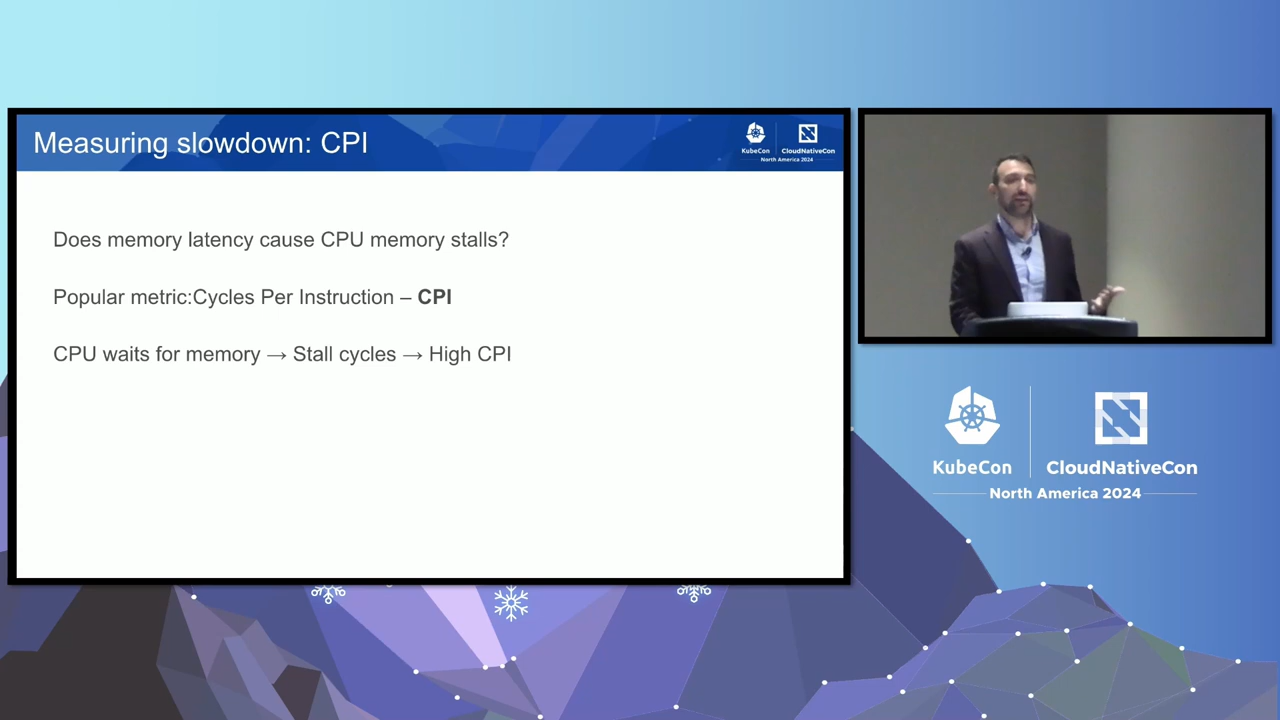 Measuring slowdown: CPI
KubeCon
CloudNativeCon
North America 2024
Does memory latency cause CPU memory stalls?
Popular metric:Cycles Per Instruction – CPI
CPU waits for memory → Stall cycles → High CPI
KubeCon
CloudNativeCon
North America 2024